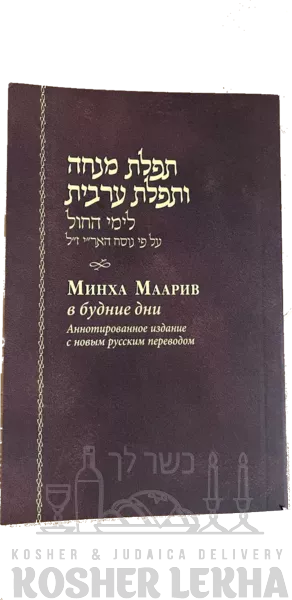 תפלת מנחה
ותפלת ערבית
לימי החול
על פי נוסח האר״י ז״ל
Минха Маарив
в будние дни
Аннотированное издание
с новым русским переводом
כשר לך
KOSHER & JUDAICA DELIVERY
KOSHER LEKHA